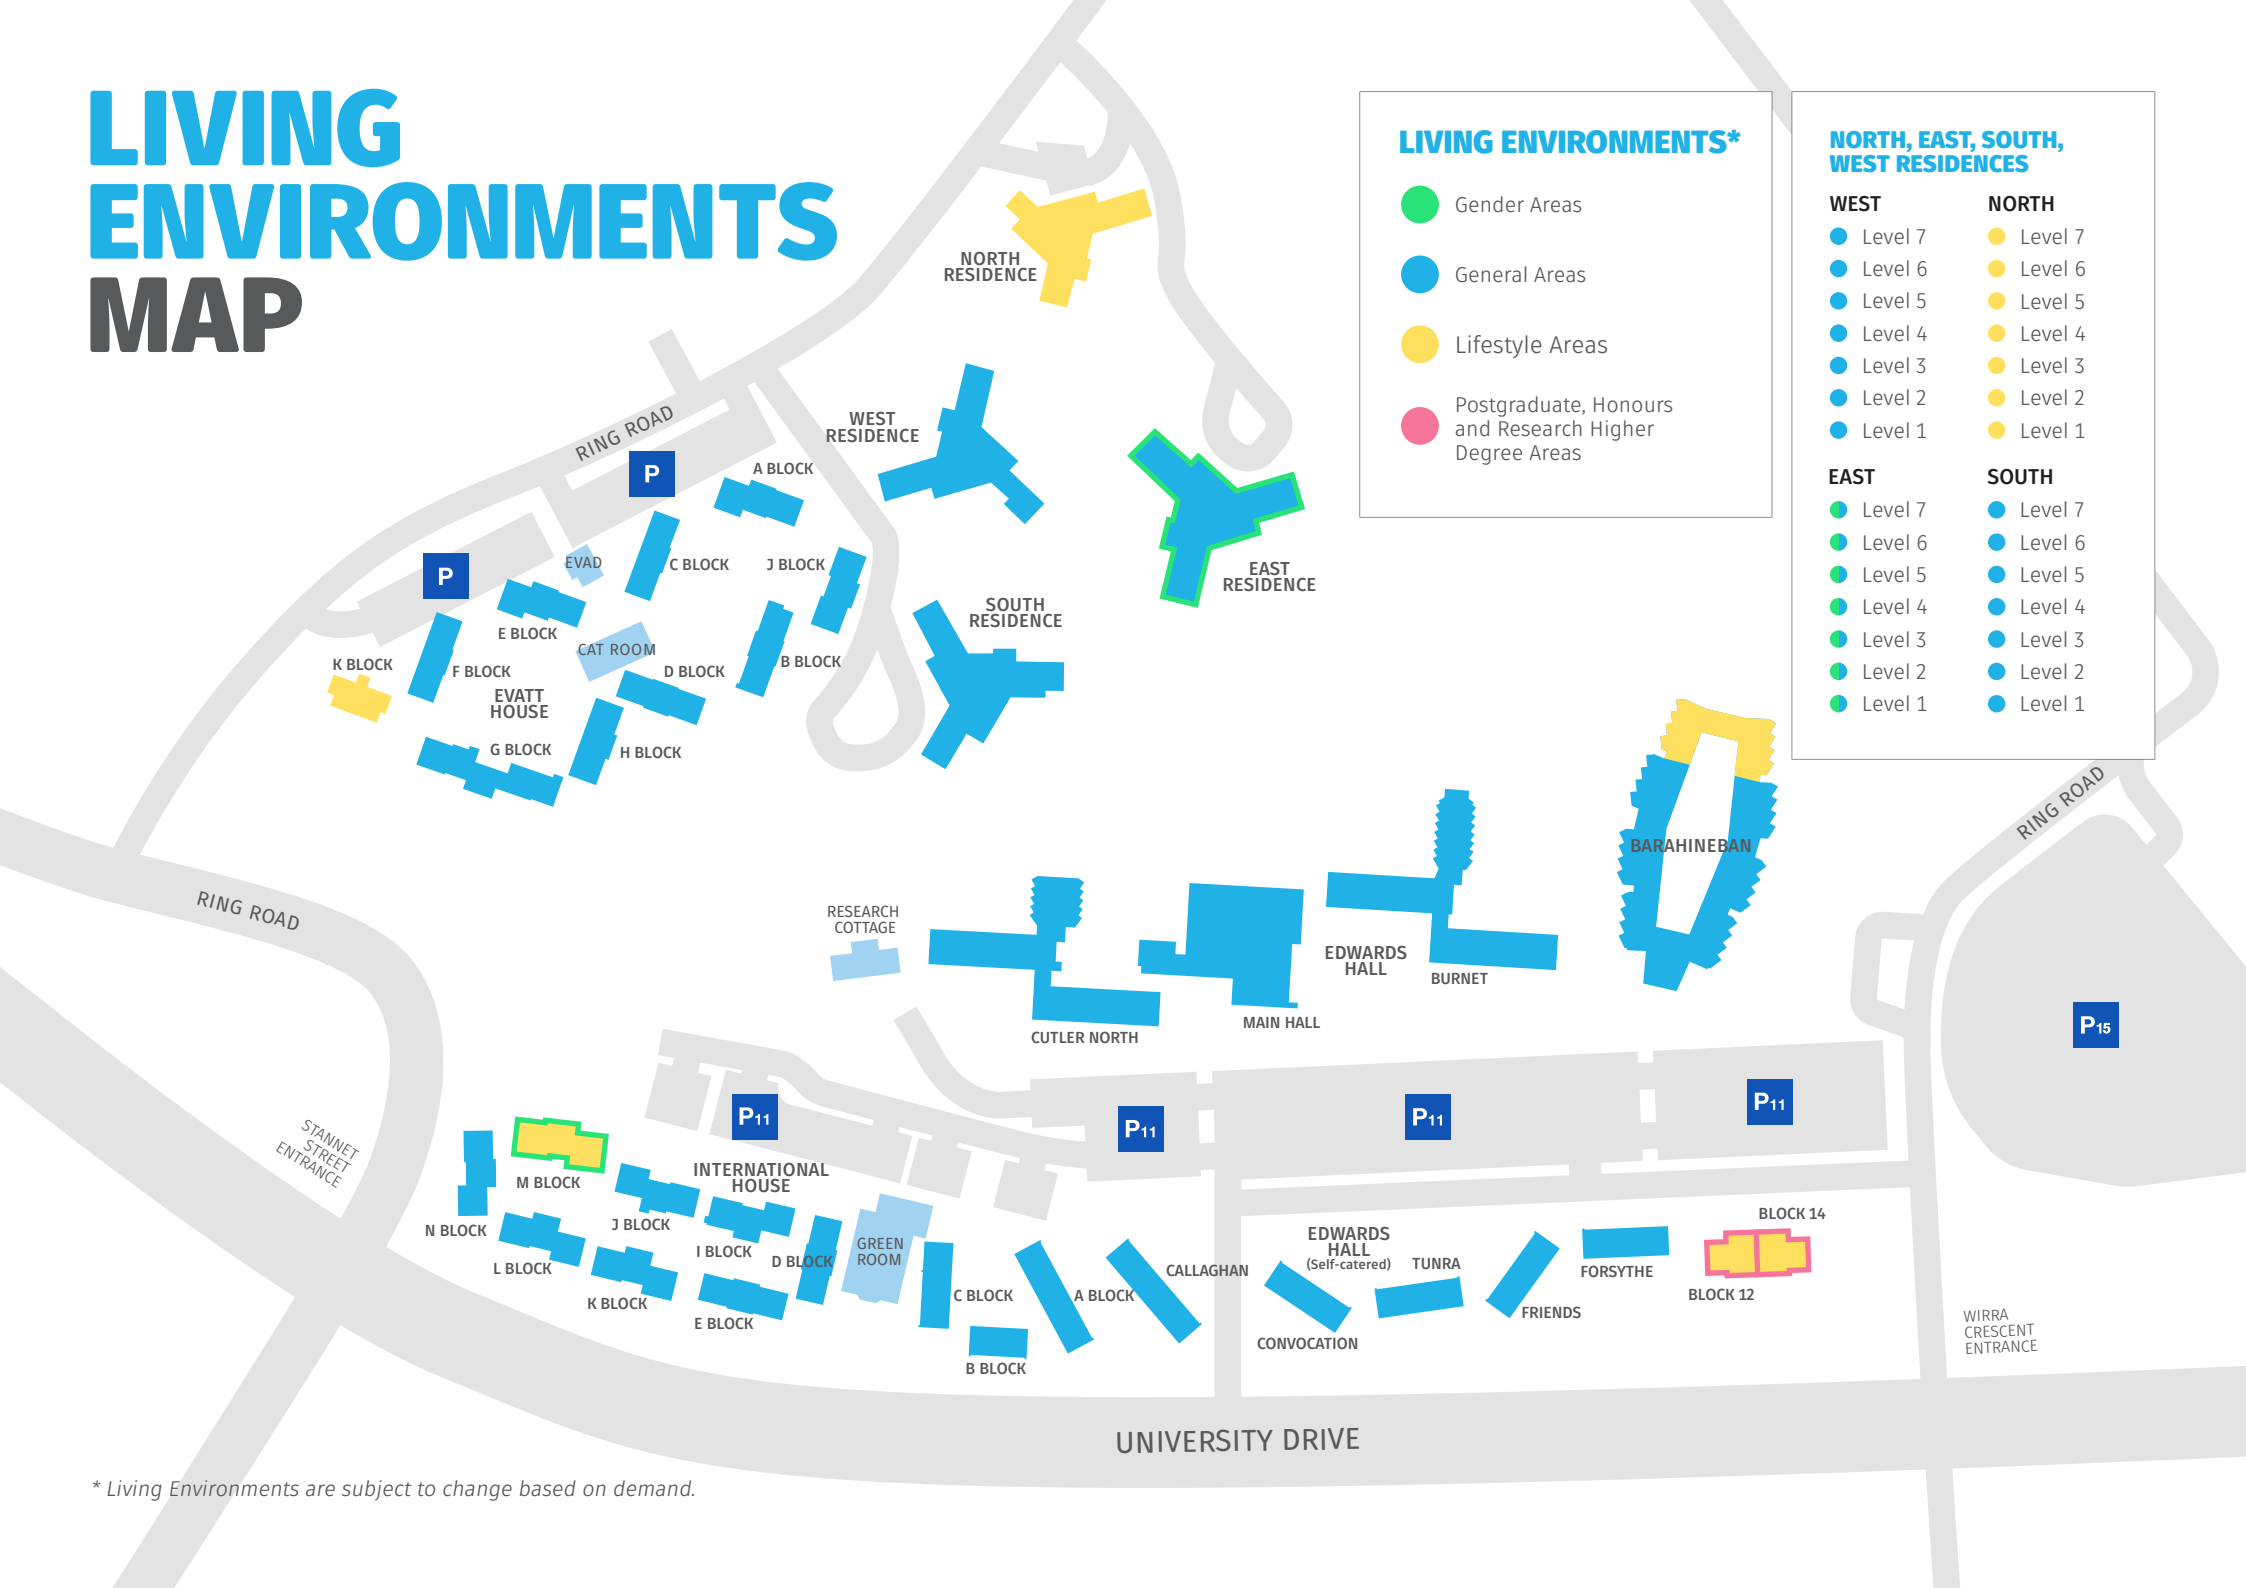 LIVING
ENVIRONMENTS
MAP
LIVING ENVIRONMENTS*
Gender Areas
General Areas
Lifestyle Areas
Postgraduate, Honours
and Research Higher
Degree Areas
NORTH, EAST, SOUTH,
WEST RESIDENCES
WEST
Level 7
Level 6
Level 5
Level 4
Level 3
Level 2
Level 1
NORTH
Level 7
Level 6
Level 5
Level 4
Level 3
Level 2
Level 1
EAST
Level 7
Level 6
Level 5
Level 4
Level 3
Level 2
Level 1
SOUTH
Level 7
Level 6
Level 5
Level 4
Level 3
Level 2
Level 1
NORTH
RESIDENCE
WEST
RESIDENCE
EAST
RESIDENCE
SOUTH
RESIDENCE
RING ROAD
P
P
A BLOCK
C BLOCK
J BLOCK
EVAD
E BLOCK
CAT ROOM
B BLOCK
D BLOCK
K BLOCK
F BLOCK
EVATT
HOUSE
G BLOCK
H BLOCK
RING ROAD
RING ROAD
BARAHINEBAN
RESEARCH
COTTAGE
EDWARDS
HALL
BURNET
MAIN HALL
CUTLER NORTH
P15
P11
P11
P11
P11
STANNET
STREET
ENTRANCE
INTERNATIONAL
HOUSE
M BLOCK
N BLOCK
J BLOCK
I BLOCK
L BLOCK
D BLOCK
GREEN
ROOM
K BLOCK
E BLOCK
C BLOCK
A BLOCK
B BLOCK
CALLAGHAN
EDWARDS
HALL
(Self-catered)
TUNRA
CONVOCATION
FRIENDS
FORSYTHE
BLOCK 14
BLOCK 12
WIRRA
CRESCENT
ENTRANCE
UNIVERSITY DRIVE
* Living Environments are subject to change based on demand.